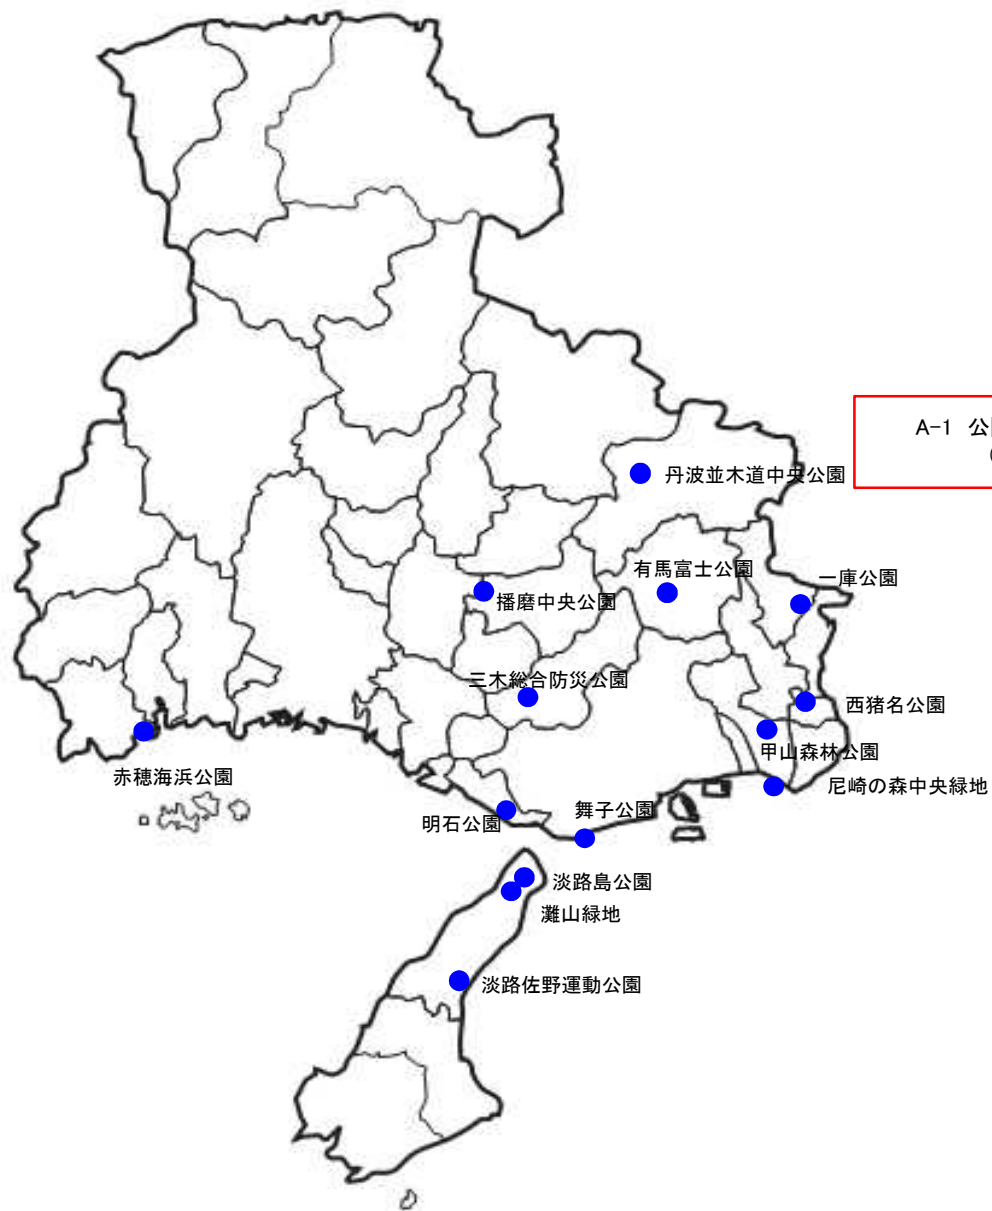 A-1 公
丹波並木道中央公園
有馬富士公園
一庫公園
播磨中央公園
三木総合防災公園
西猪名公園
甲山森林公園
赤穂海浜公園
尼崎の森中央緑地
舞子公園
明石公園
淡路島公園
灘山緑地
淡路佐野運動公園